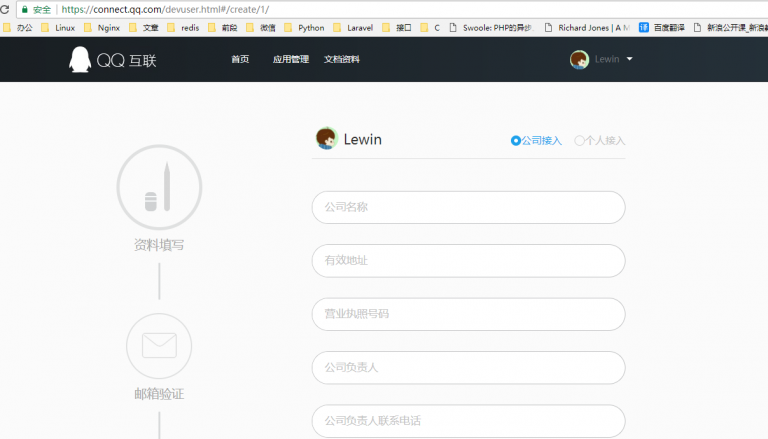 安全 https://connect.qq.com/devuser.html#/create/1/
办公 Linux Nginx 文章 redis 前段 微信 Python Laravel 接口 C Swoole: PHP的异步 Richard Jones | A M 译 百度翻译 新浪公开课_新浪
QQ 互联 首页 应用管理 文档资料 Lewin
Lewin 公司接入 个人接入
公司名称
资料填写
有效地址
营业执照号码
公司负责人
邮箱验证
公司负责人联系电话